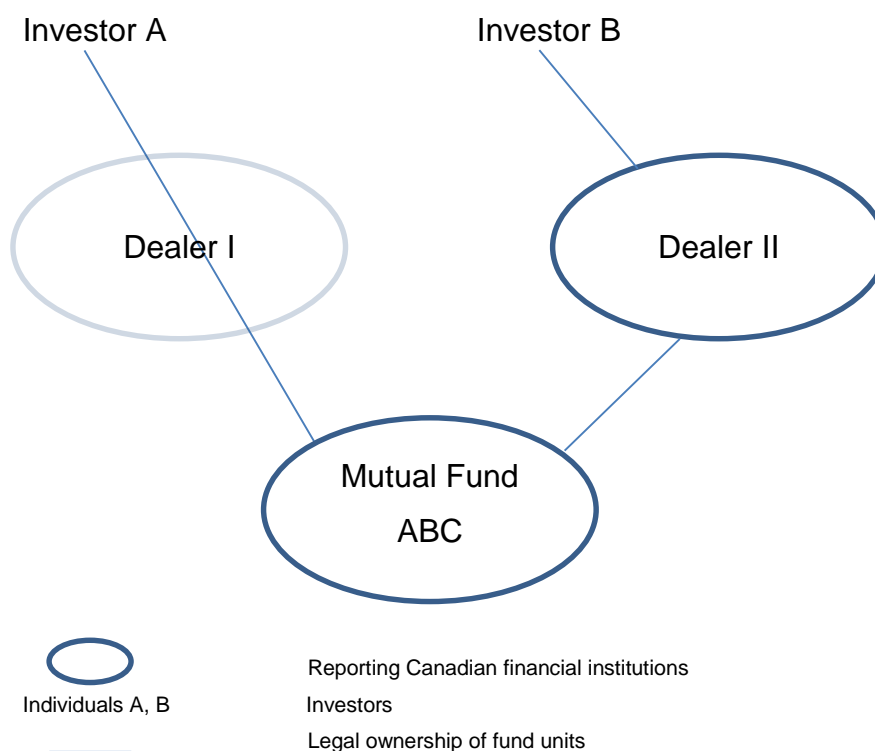 Investor A
Investor B
Dealer I
Dealer II
Mutual Fund
ABC
Reporting Canadian financial institutions
Individuals A, B
Investors
Legal ownership of fund units